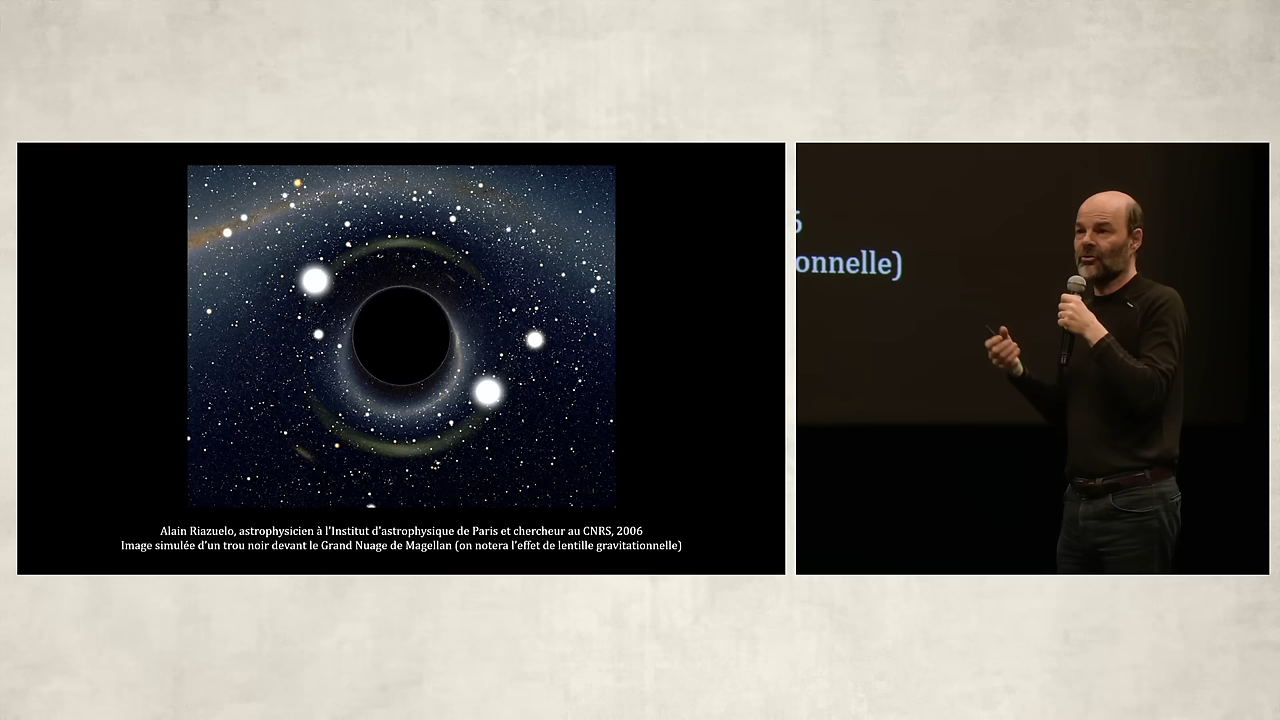 Alain Riazuelo, astrophysicien à l'Institut d'astrophysique de Paris et chercheur au CNRS, 2006
Image simulée d'un trou noir devant le Grand Nuage de Magellan (on notera l'effet de lentille gravitationnelle)
6
onnelle)